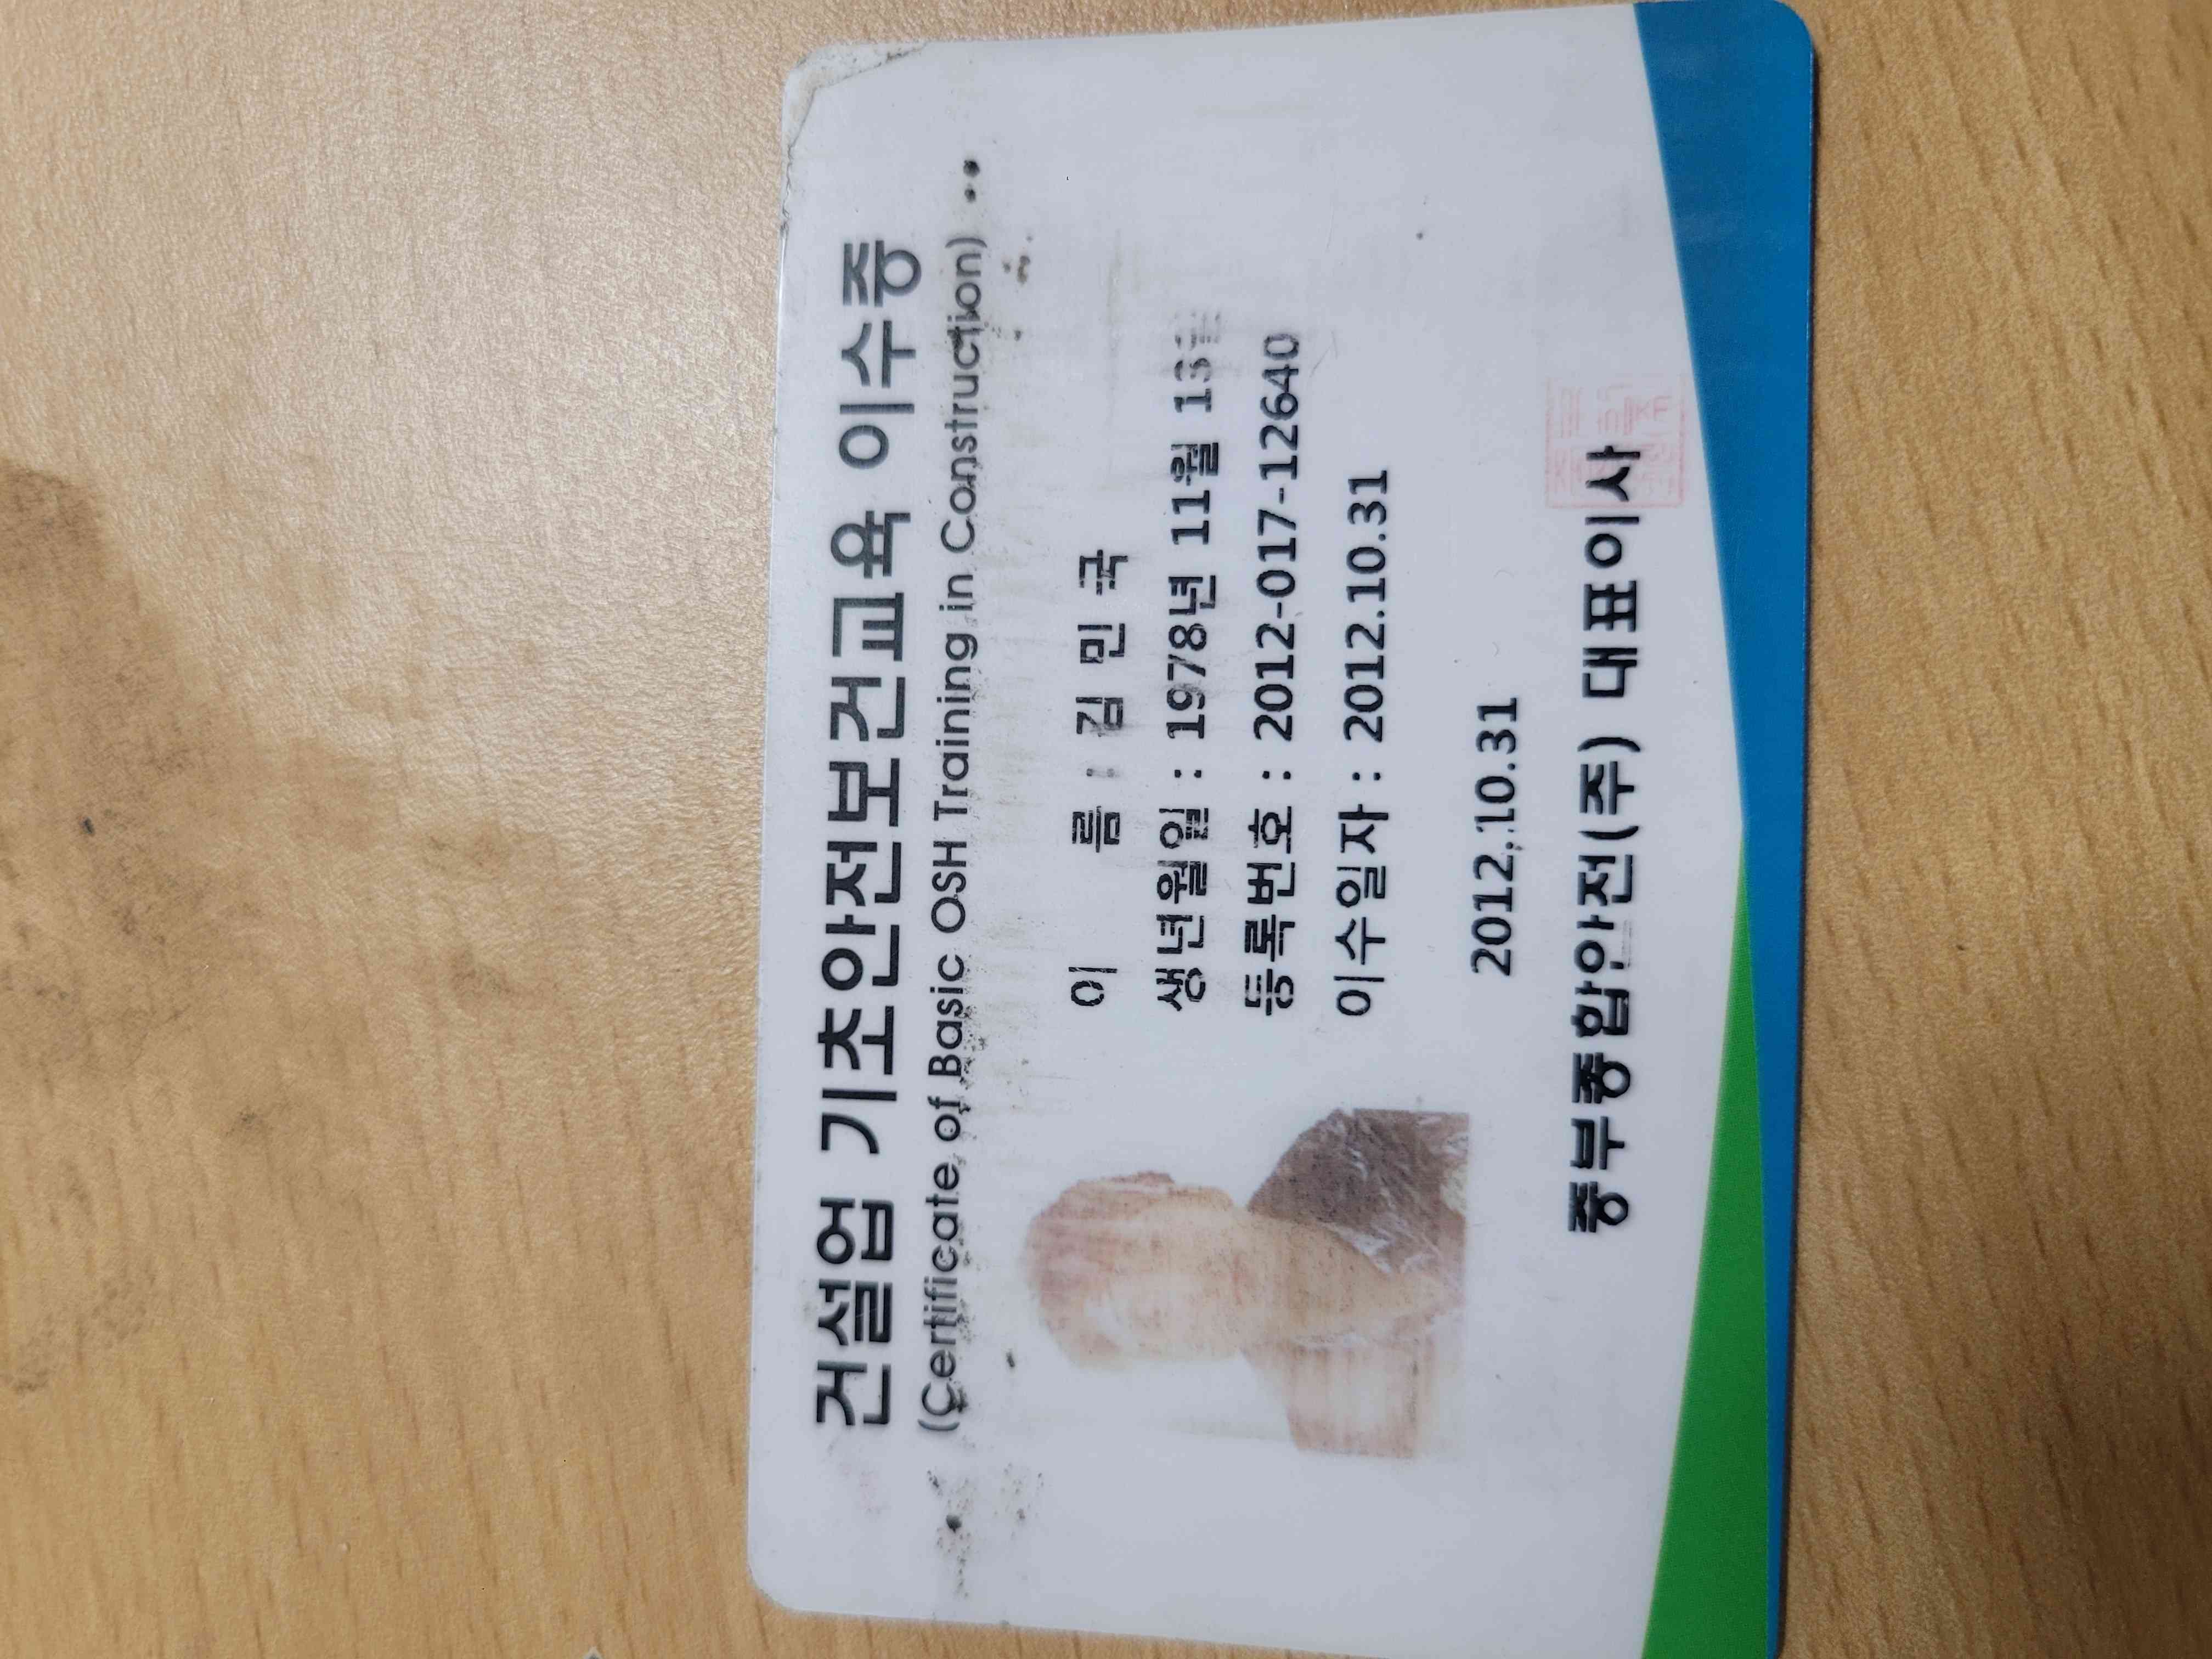 건설업 기초안전보건교육 이수증
(Certificate of Basic OSH Training in Construction)
이 름 : 김 민 국
생년월일 : 1978년 11월 13일
등록번호 : 2012-017-12640
이수일자 : 2012.10.31
2012.10.31
중부종합안전(주) 대표이사